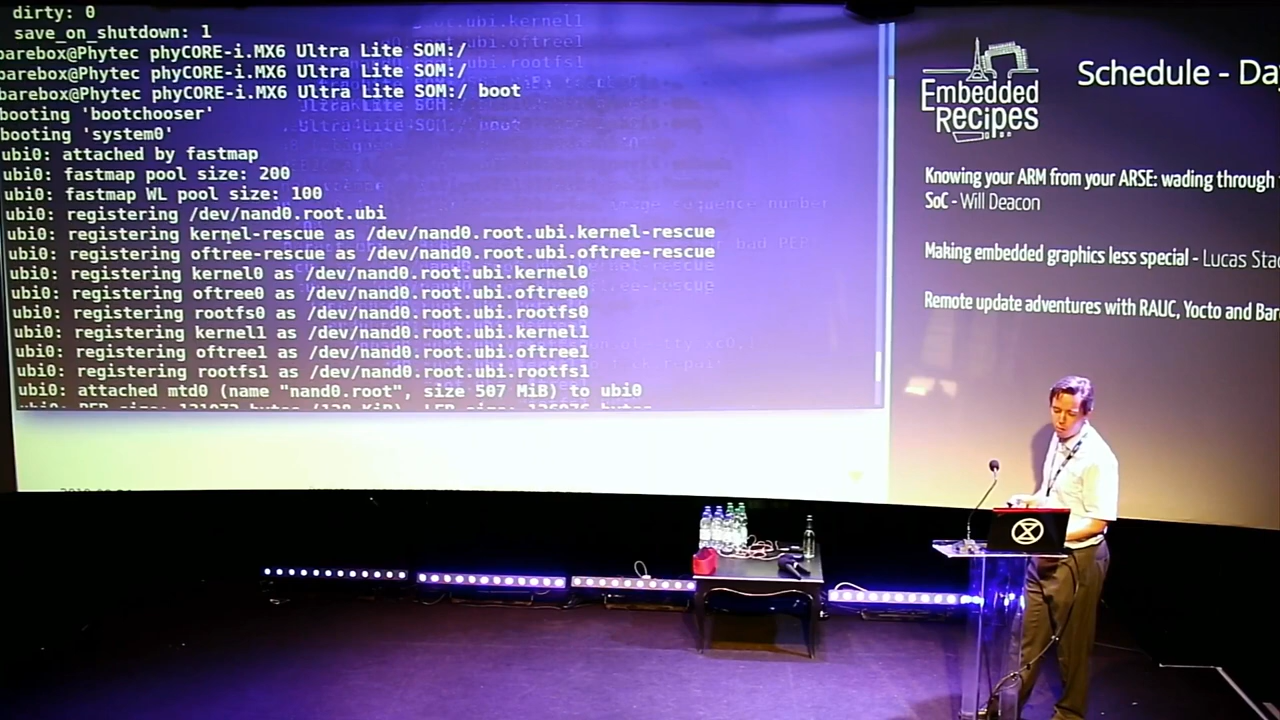 dirty: 0
save_on_shutdown: 1
barebox@Phytec phyCORE-i.MX6 Ultra Lite SOM:/
barebox@Phytec phyCORE-i.MX6 Ultra Lite SOM:/
barebox@Phytec phyCORE-i.MX6 Ultra Lite SOM:/ boot
booting 'bootchooser'
booting 'system0'
ubi0: attached by fastmap
ubi0: fastmap pool size: 200
ubi0: fastmap WL pool size: 100
ubi0: registering /dev/nand0.root.ubi
ubi0: registering kernel-rescue as /dev/nand0.root.ubi.kernel-rescue
ubi0: registering oftree-rescue as /dev/nand0.root.ubi.oftree-rescue
ubi0: registering kernel0 as /dev/nand0.root.ubi.kernel0
ubi0: registering oftree0 as /dev/nand0.root.ubi.oftree0
ubi0: registering rootfs0 as /dev/nand0.root.ubi.rootfs0
ubi0: registering kernel1 as /dev/nand0.root.ubi.kernel1
ubi0: registering oftree1 as /dev/nand0.root.ubi.oftree1
ubi0: registering rootfs1 as /dev/nand0.root.ubi.rootfs1
ubi0: attached mtd0 (name "nand0.root", size 507 MiB) to ubi0
Embedded
Recipes
Schedule - Da
Knowing your ARM from your ARSE: wading through
SoC - Will Deacon
Making embedded graphics less special - Lucas Sta
Remote update adventures with RAUC, Yocto and Bar